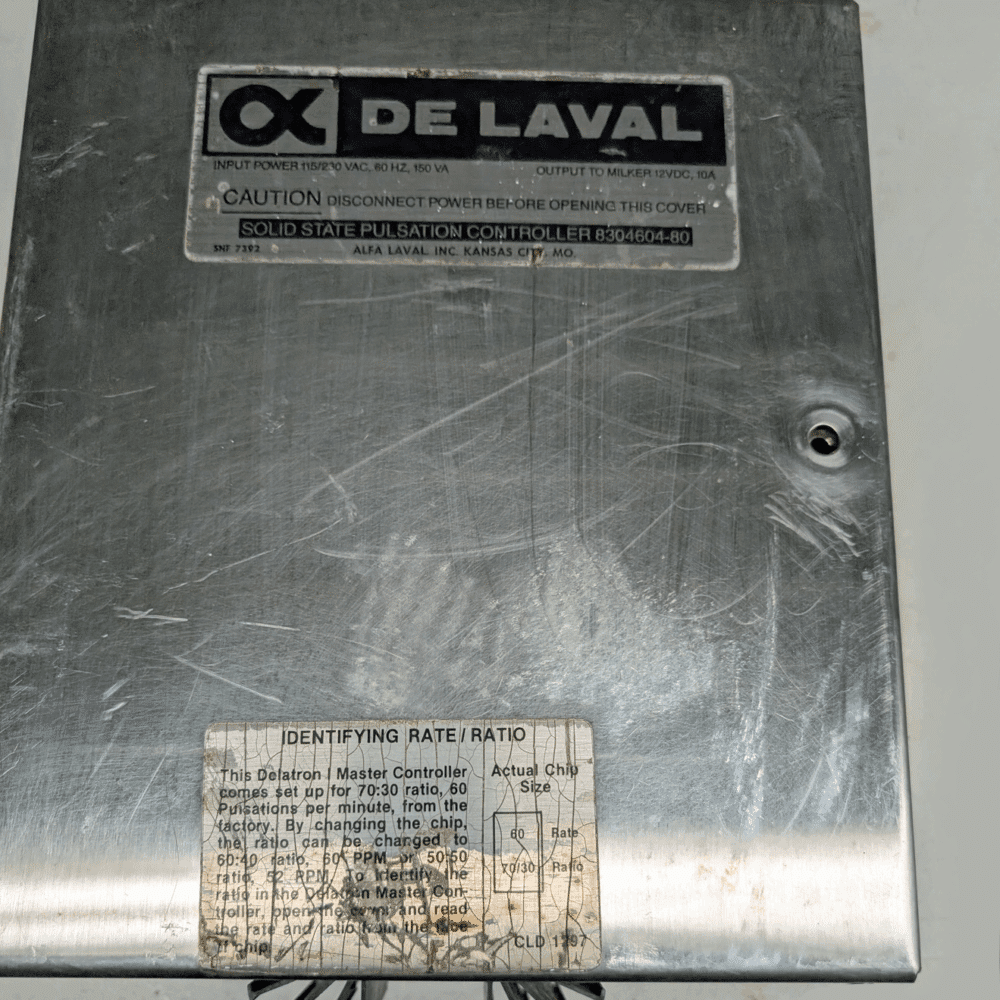 DE LAVAL
INPUT POWER 115/230 VAC, 60 HZ, 150 VA
OUTPUT TO MILKER 12VDC, 10A
CAUTION DISCONNECT POWER BEFORE OPENING THIS COVER
SOLID STATE PULSATION CONTROLLER 8304604-80
SNF 7392
ALFA LAVAL INC. KANSAS CITY, MO.
IDENTIFYING RATE/RATIO
This Delatron I Master Controller
comes set up for 70:30 ratio, 60
Pulsations per minute, from the
factory. By changing the chip,
the ratio can be changed to
60:40 ratio, 60 PPM or 50:50
ratio, 52 PPM. To identify the
ratio in the Delatron Master Con-
troller, open the cover and read
the rate and ratio from the face
of chip.
Actual Chip
Size
60 Rate
70/30 Ratio
CLD 1297